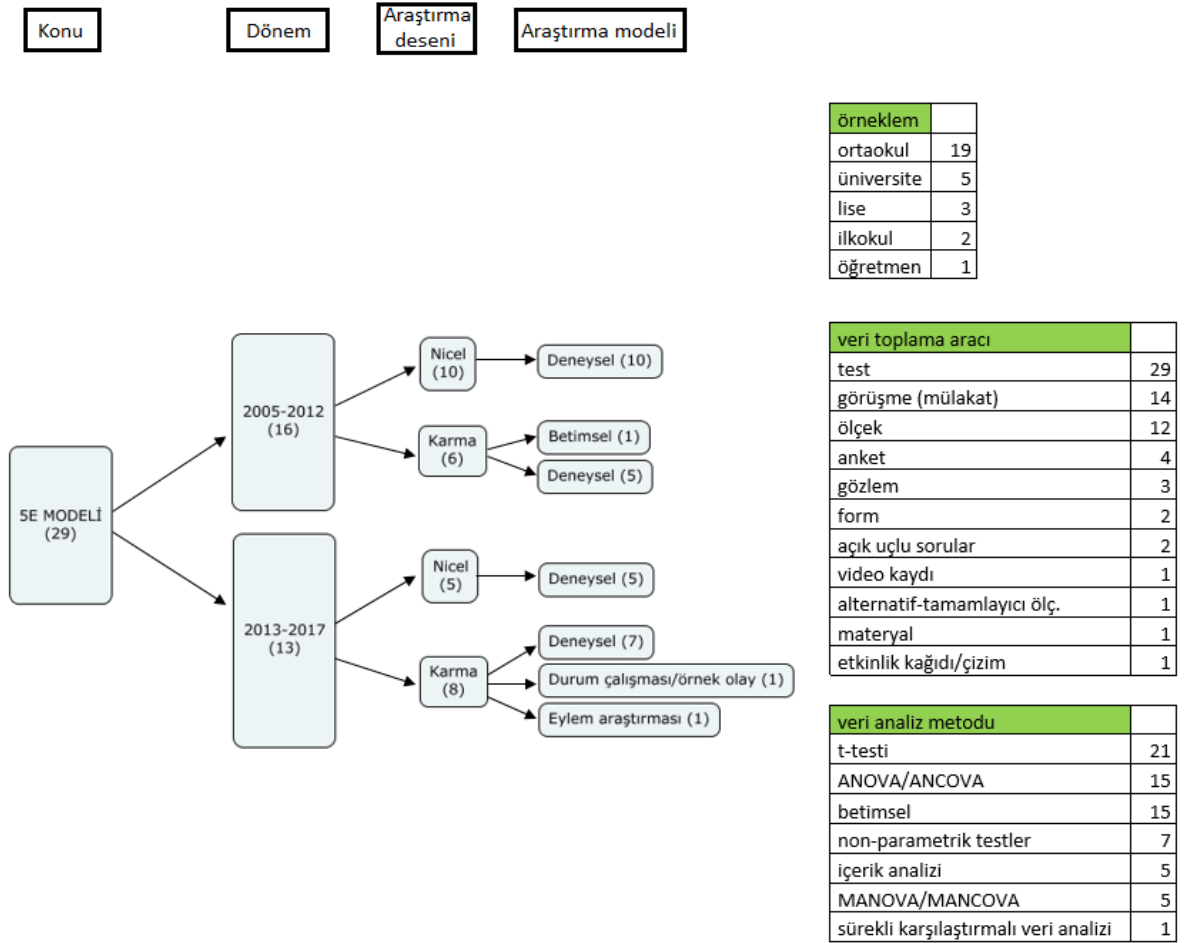 Konu
Dönem
Araştırma
deseni
Araştırma modeli
5E MODELİ
(29)
2005-2012
(16)
Nicel
(10)
Deneysel (10)
Karma
(6)
Betimsel (1)
Deneysel (5)
2013-2017
(13)
Nicel
(5)
Deneysel (5)
Karma
(8)
Deneysel (7)
Durum çalışması/örnek olay (1)
Eylem araştırması (1)
örneklem
ortaokul 19
üniversite 5
lise 3
ilkokul 2
öğretmen 1
veri toplama aracı
test 29
görüşme (mülakat) 14
ölçek 12
anket 4
gözlem 3
form 2
açık uçlu sorular 2
video kaydı 1
alternatif-tamamlayıcı ölç. 1
materyal 1
etkinlik kağıdı/çizim 1
veri analiz metodu
t-testi 21
ANOVA/ANCOVA 15
betimsel 15
non-parametrik testler 7
içerik analizi 5
MANOVA/MANCOVA 5
sürekli karşılaştırmalı veri analizi 1